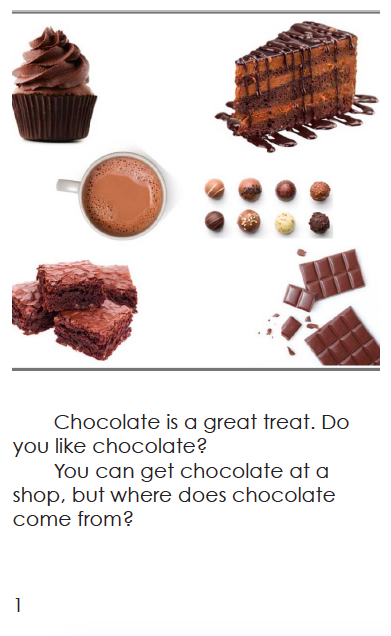 Chocolate is a great treat. Do
you like chocolate?
You can get chocolate at a
shop, but where does chocolate
come from?
1